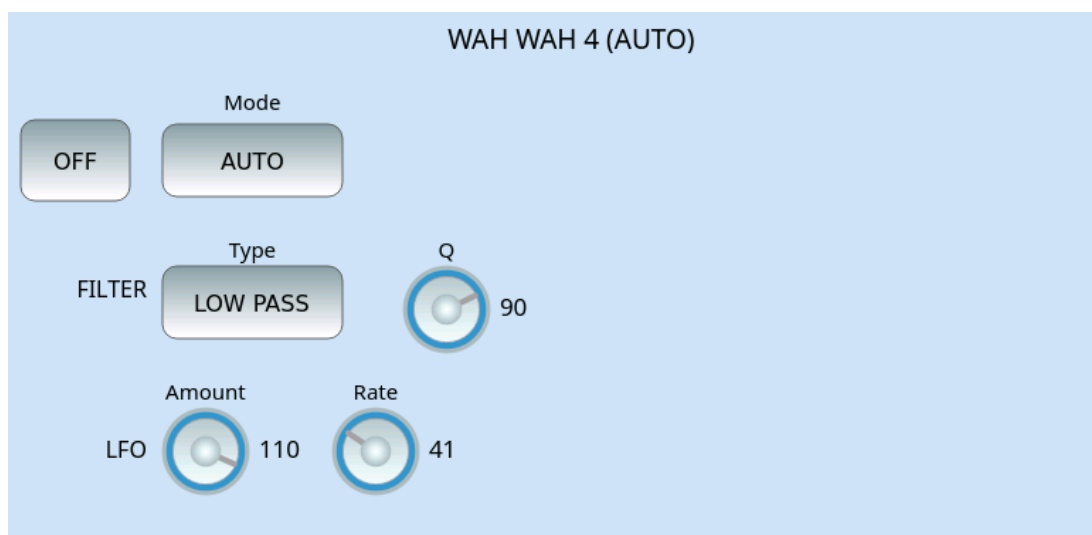 WAH WAH 4 (AUTO)
Mode
OFF AUTO
Type Q
FILTER LOW PASS 90
Amount Rate
LFO 110 41